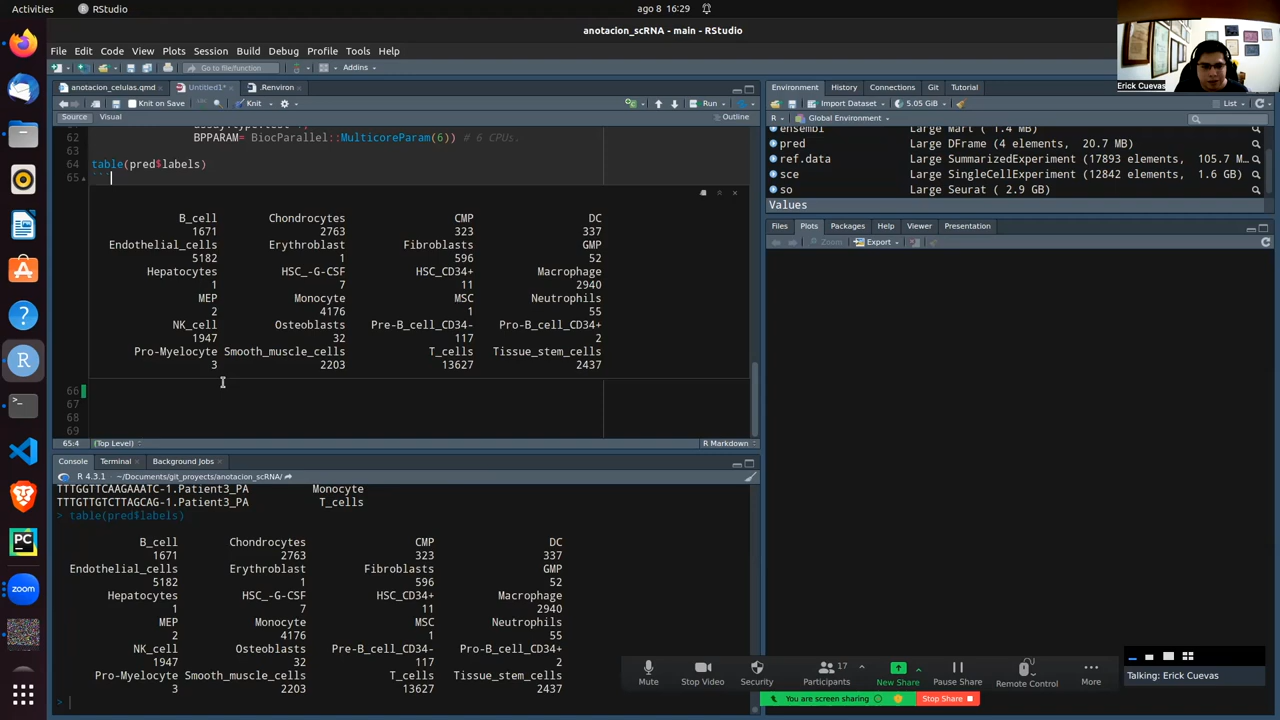 Activities
RStudio
ago 8 16:29
anotacion_scRNA - main - RStudio
File Edit Code View Plots Session Build Debug Profile Tools Help
Go to file/function
Addins
anotacion_celulas.qmd
Untitled1*
.Renviron
Knit on Save
Knit
Run
Source Visual
Outline
62 BPPARAM= BiocParallel::MulticoreParam(6)) # 6 CPUs.
63
64 table(pred$labels)
65 ```
B_cell Chondrocytes CMP DC
1671 2763 323 337
Endothelial_cells Erythroblast Fibroblasts GMP
5182 1 596 52
Hepatocytes HSC_-G-CSF HSC_CD34+ Macrophage
1 7 11 2940
MEP Monocyte MSC Neutrophils
2 4176 1 55
NK_cell Osteoblasts Pre-B_cell_CD34- Pro-B_cell_CD34+
1947 32 117 2
Pro-Myelocyte Smooth_muscle_cells T_cells Tissue_stem_cells
3 2203 13627 2437
66
67
68
69
65:4 (Top Level) R Markdown
Console Terminal Background Jobs
R 4.3.1 · ~/Documents/git_proyects/anotacion_scRNA/
TTTGGTTCAAGAAATC-1.Patient3_PA Monocyte
TTTGTTGTCTTAGCAG-1.Patient3_PA T_cells
> table(pred$labels)
B_cell Chondrocytes CMP DC
1671 2763 323 337
Endothelial_cells Erythroblast Fibroblasts GMP
5182 1 596 52
Hepatocytes HSC_-G-CSF HSC_CD34+ Macrophage
1 7 11 2940
MEP Monocyte MSC Neutrophils
2 4176 1 55
NK_cell Osteoblasts Pre-B_cell_CD34- Pro-B_cell_CD34+
1947 32 117 2
Pro-Myelocyte Smooth_muscle_cells T_cells Tissue_stem_cells
3 2203 13627 2437
>
Environment History Connections Git Tutorial
Import Dataset
5.05 GiB
List
R
Global Environment
ensembl Large Mart ( 1.4 MB)
pred Large DFrame (4 elements, 20.7 MB)
ref.data Large SummarizedExperiment (17893 elements, 105.7 M…
sce Large SingleCellExperiment (12842 elements, 1.6 GB)
so Large Seurat ( 2.9 GB)
Values
Files Plots Packages Help Viewer Presentation
Zoom
Export
Erick Cuevas
zoom
Mute
Stop Video
Security
17
Participants
New Share
Pause Share
Remote Control
More
You are screen sharing
Stop Share
Talking: Erick Cuevas